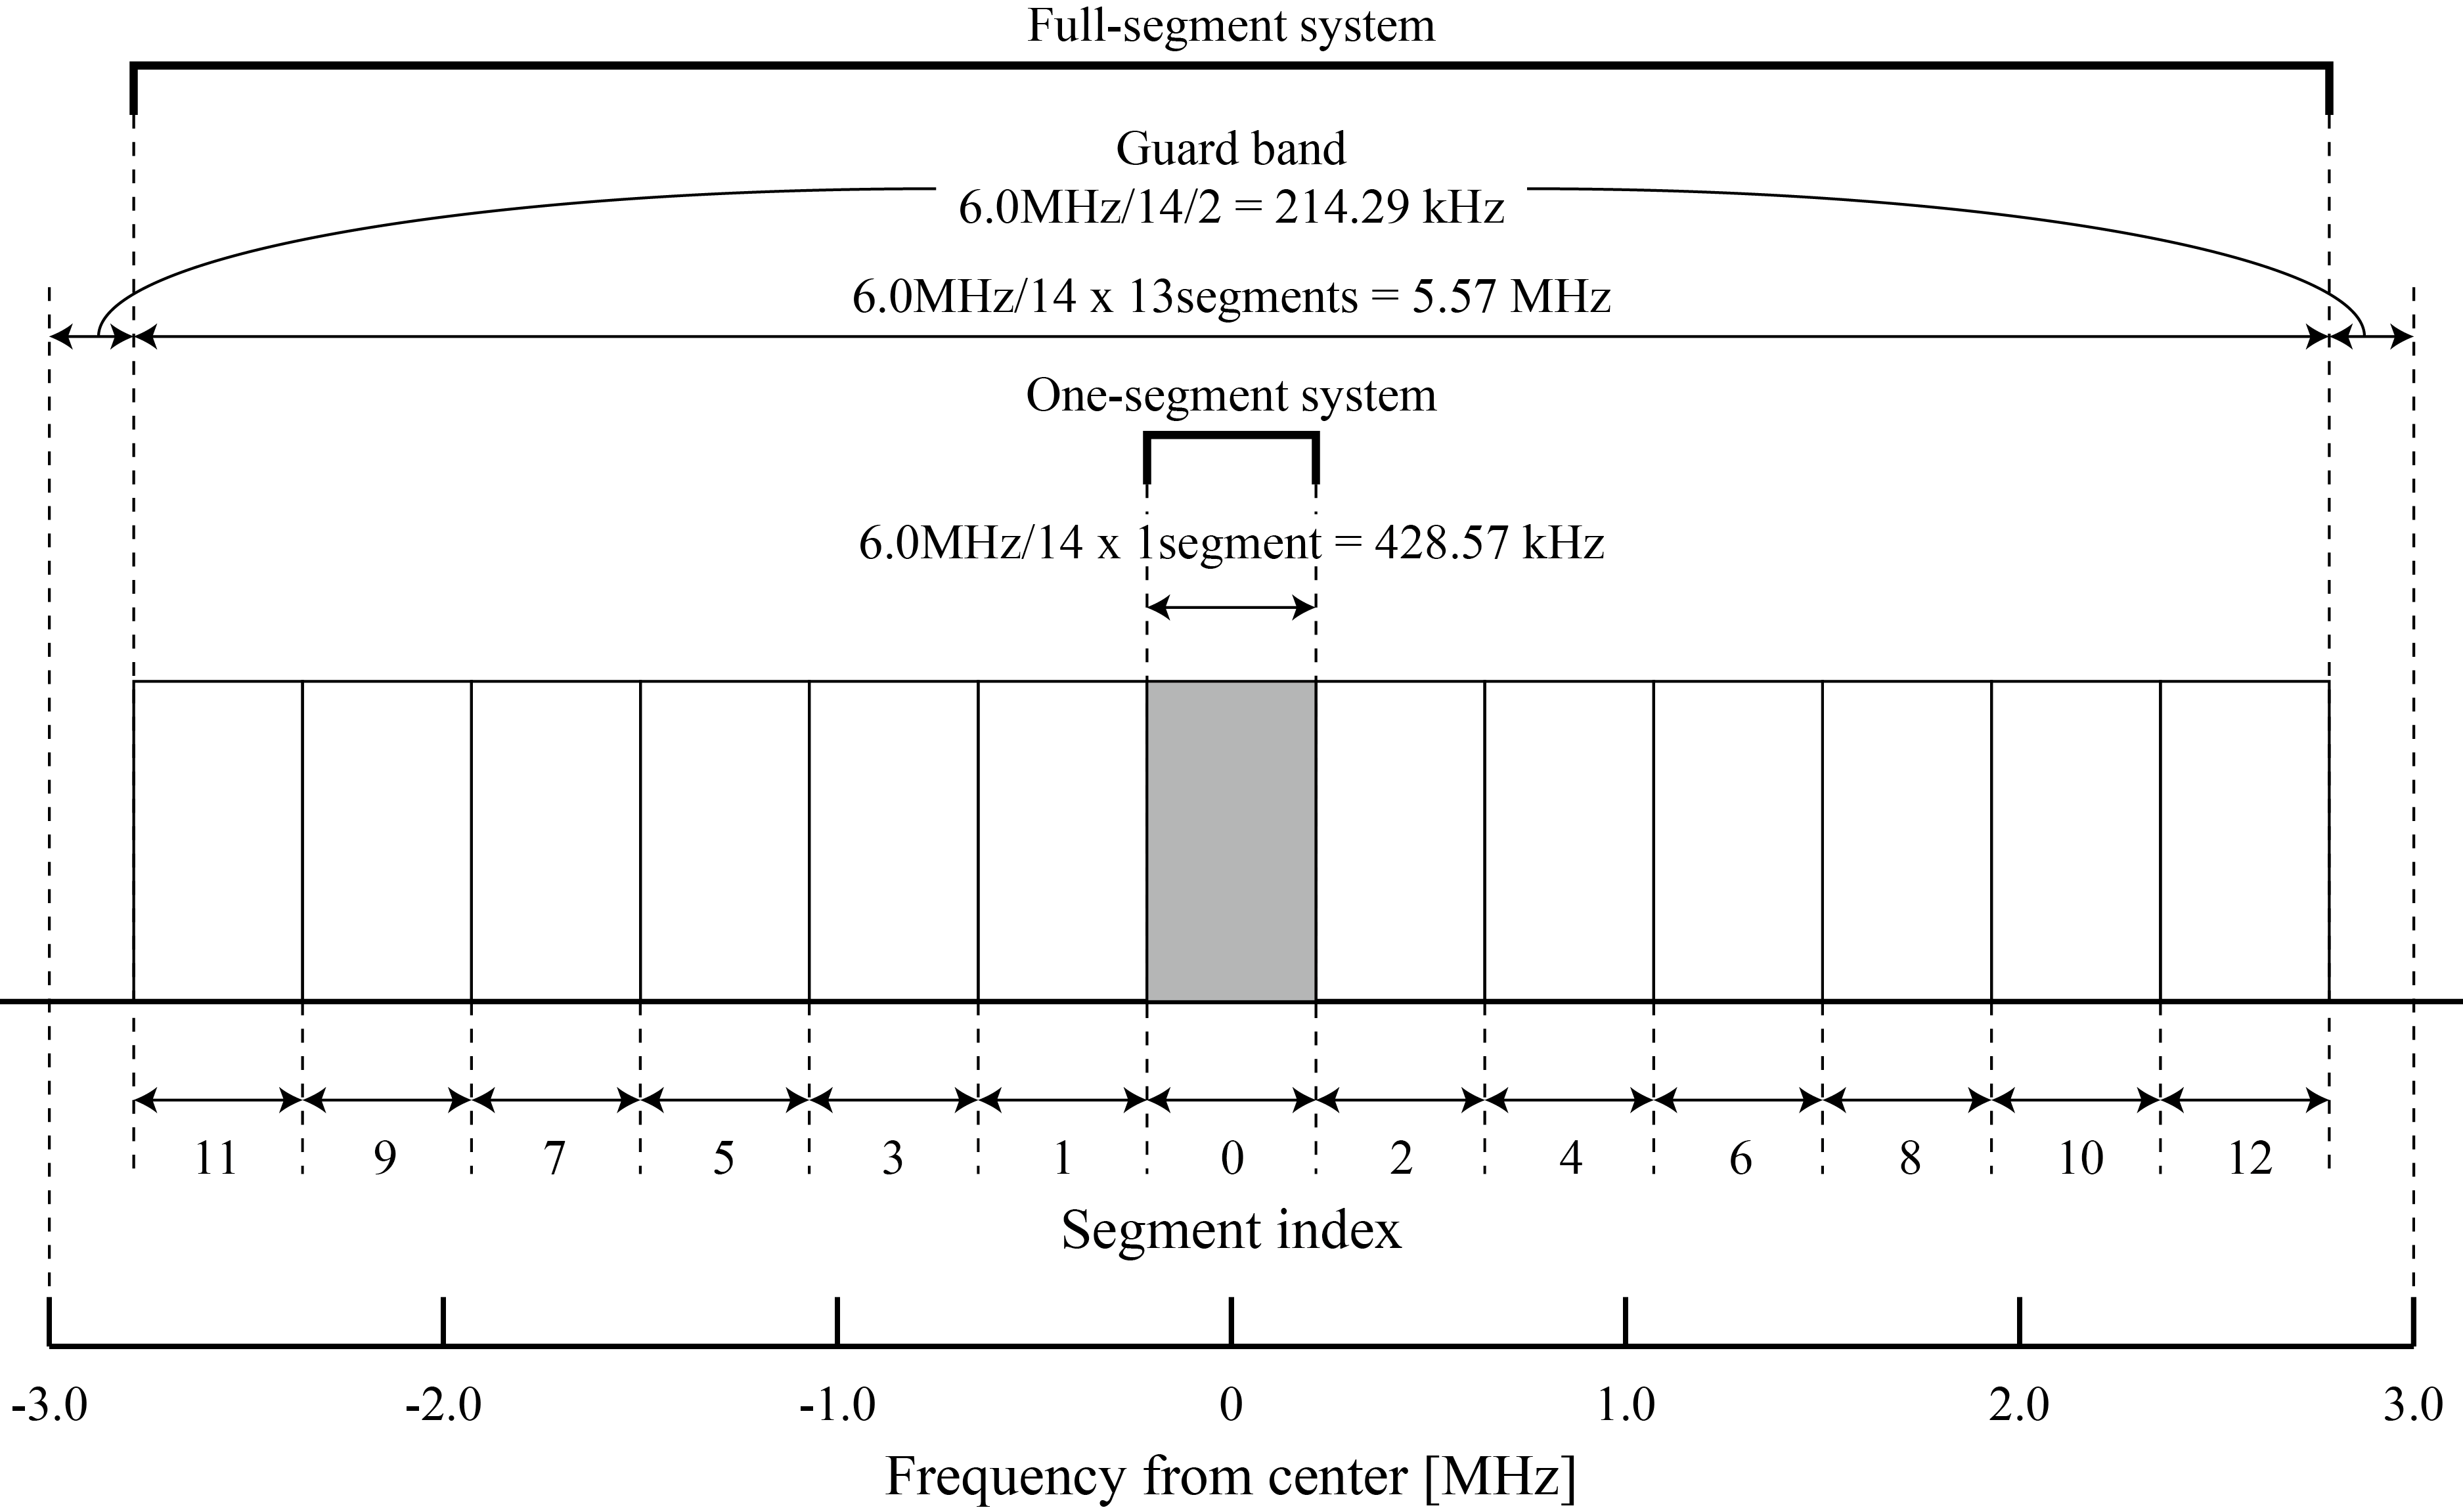 Full-segment system
Guard band
6.0MHz/14/2 = 214.29 kHz
6.0MHz/14 x 13segments = 5.57 MHz
One-segment system
6.0MHz/14 x 1segment = 428.57 kHz
11 9 7 5 3 1 0 2 4 6 8 10 12
Segment index
-3.0 -2.0 -1.0 0 1.0 2.0 3.0
Frequency from center [MHz]